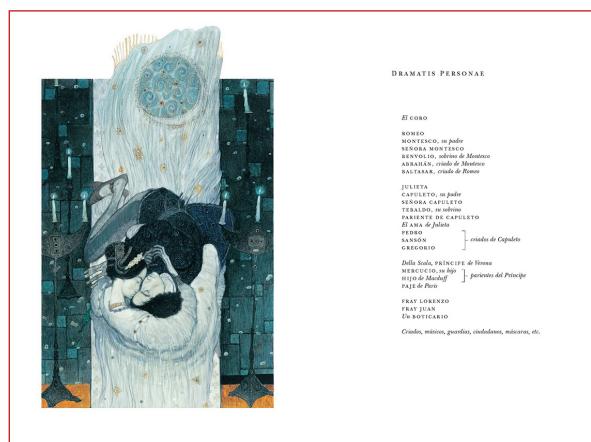 DRAMATIS PERSONAE
El CORO
ROMEO
MONTESCO, su padre
SEÑORA MONTESCO
BENVOLIO, sobrino de Montesco
ABRAHÁN, criado de Montesco
BALTASAR, criado de Romeo
JULIETA
CAPULETO, su padre
SEÑORA CAPULETO
TEBALDO, su sobrino
PARIENTE DE CAPULETO
El AMA de Julieta
PEDRO
SANSÓN
GREGORIO
criados de Capuleto
Della Scala, PRÍNCIPE de Verona
MERCUCIO, su hijo
HIJO de Macduff
parientes del Príncipe
PAJE de Paris
FRAY LORENZO
FRAY JUAN
Un BOTICARIO
Criados, músicos, guardias, ciudadanos, máscaras, etc.